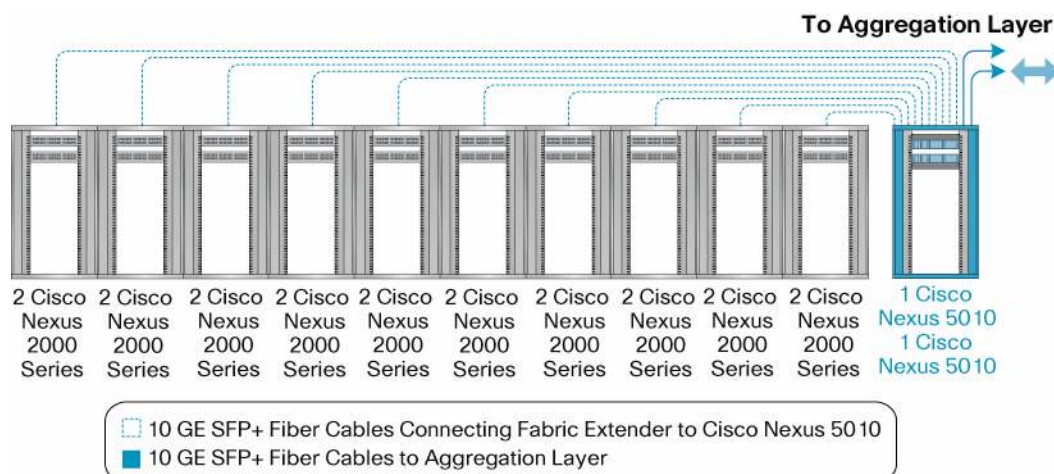 To Aggregation Layer
2 Cisco Nexus 2000 Series
2 Cisco Nexus 2000 Series
2 Cisco Nexus 2000 Series
2 Cisco Nexus 2000 Series
2 Cisco Nexus 2000 Series
2 Cisco Nexus 2000 Series
2 Cisco Nexus 2000 Series
2 Cisco Nexus 2000 Series
2 Cisco Nexus 2000 Series
2 Cisco Nexus 2000 Series
1 Cisco
Nexus 5010
1 Cisco
Nexus 5010
10 GE SFP+ Fiber Cables Connecting Fabric Extender to Cisco Nexus 5010
10 GE SFP+ Fiber Cables to Aggregation Layer